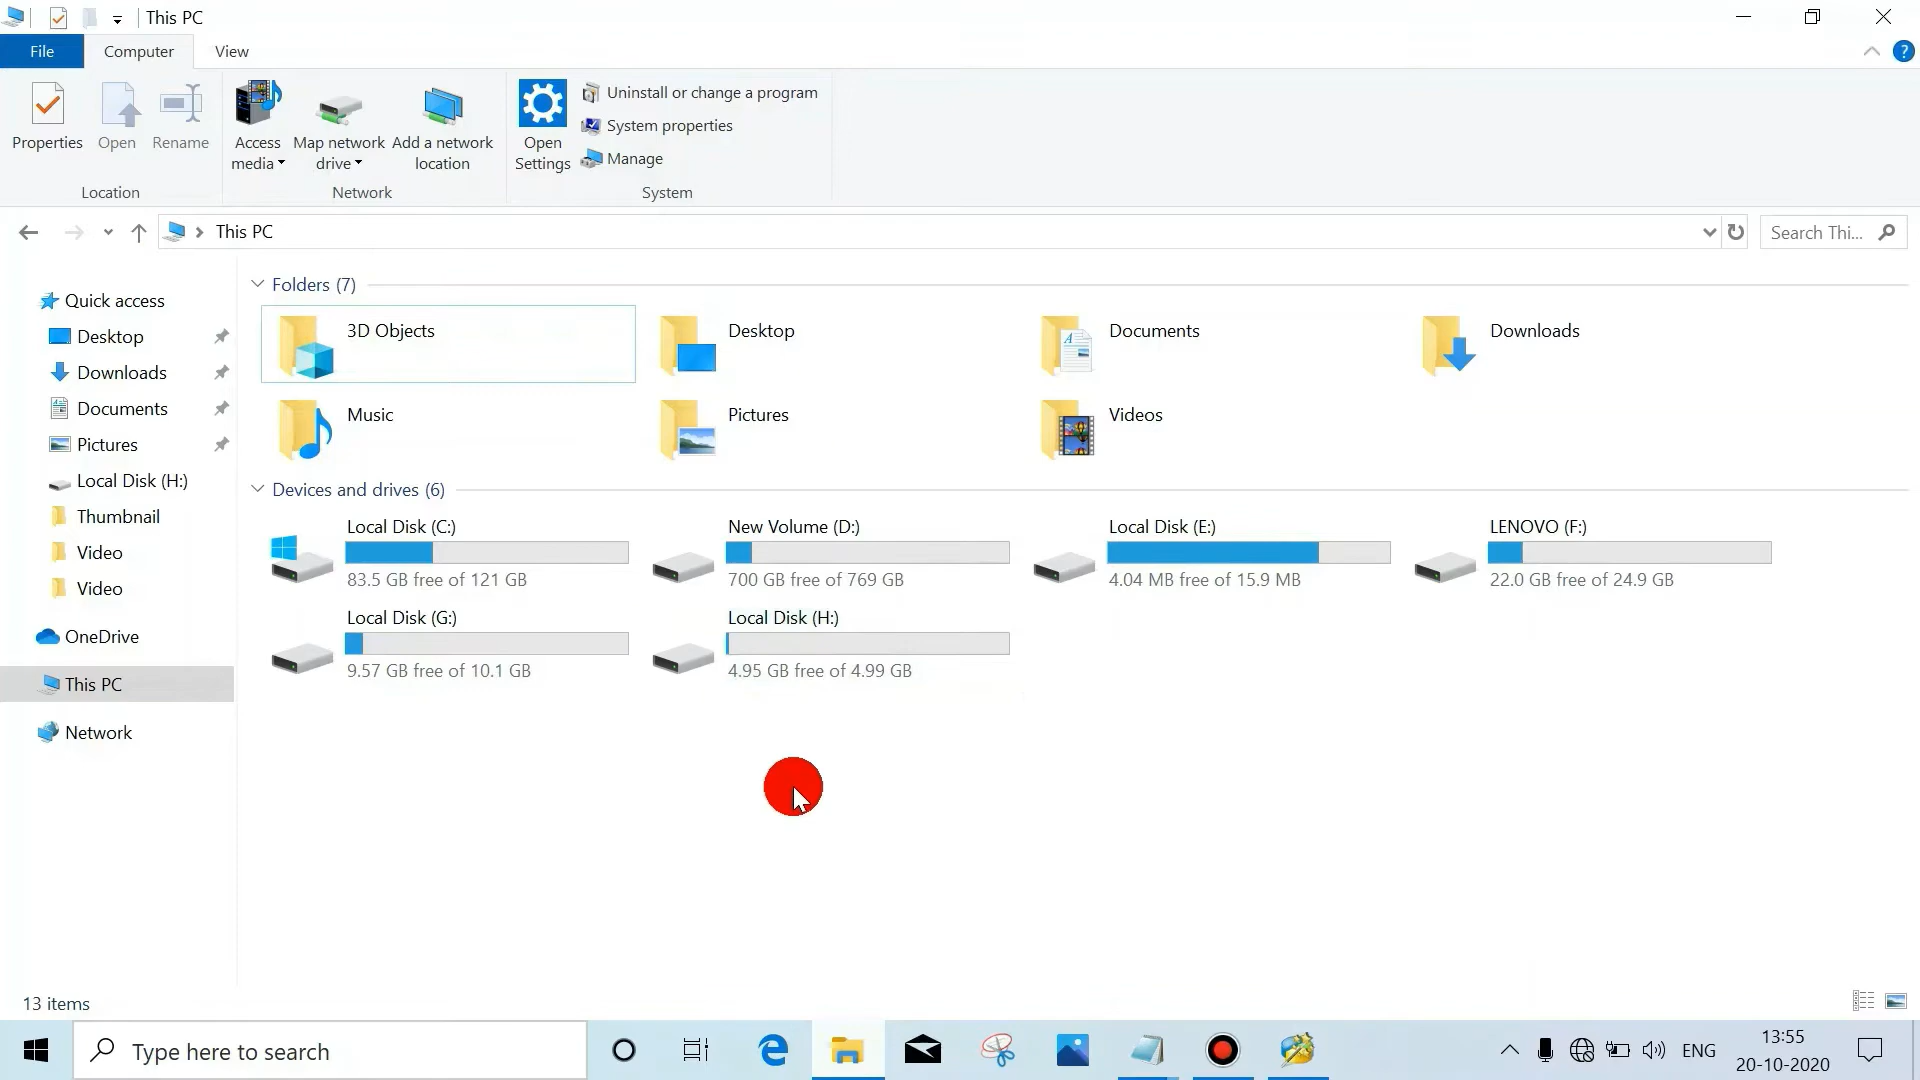 This PC
File
Computer
View
Properties
Open
Rename
Access
media
Map network
drive
Add a network
location
Open
Settings
Uninstall or change a program
System properties
Manage
Location
Network
System
This PC
Search Thi...
Quick access
Desktop
Downloads
Documents
Pictures
Local Disk (H:)
Thumbnail
Video
Video
OneDrive
This PC
Network
Folders (7)
3D Objects
Desktop
Documents
Downloads
Music
Pictures
Videos
Devices and drives (6)
Local Disk (C:)
83.5 GB free of 121 GB
New Volume (D:)
700 GB free of 769 GB
Local Disk (E:)
4.04 MB free of 15.9 MB
LENOVO (F:)
22.0 GB free of 24.9 GB
Local Disk (G:)
9.57 GB free of 10.1 GB
Local Disk (H:)
4.95 GB free of 4.99 GB
13 items
Type here to search
ENG
13:55
20-10-2020